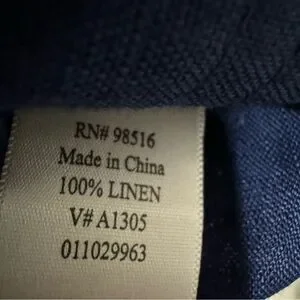 RN# 98516
Made in China
100% LINEN
V# A1305
011029963